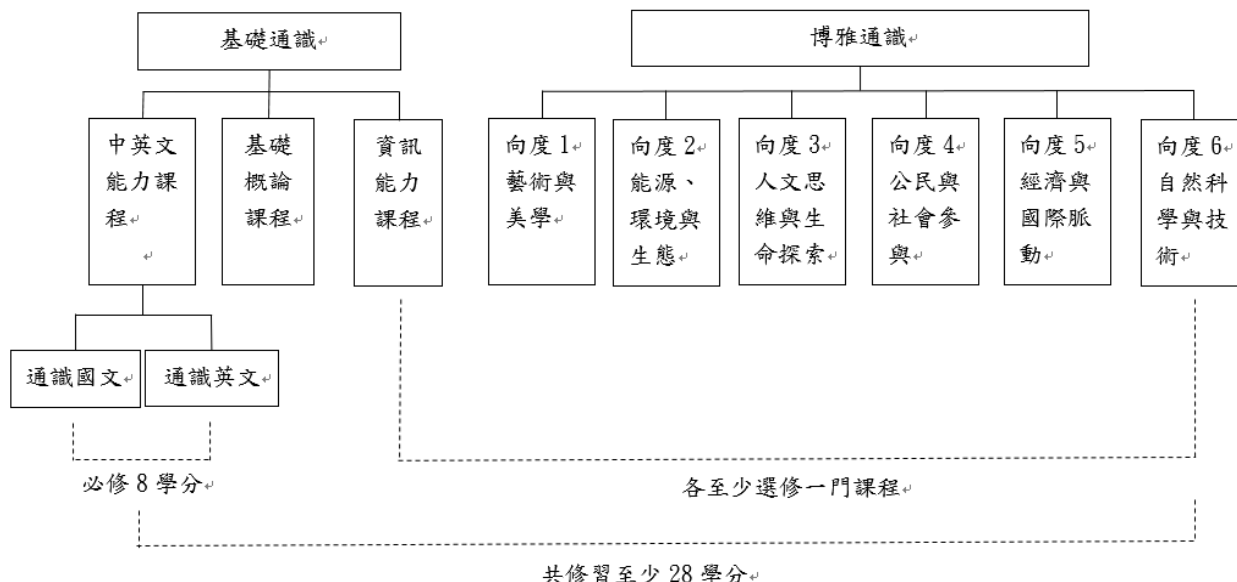 基礎通識
博雅通識
中英文
能力課
程
基礎
概論
課程
資訊
能力
課程
向度 1
藝術與
美學
向度 2
能源、
環境與
生態
向度 3
人文思
維與生
命探索
向度 4
公民與
社會參
與
向度 5
經濟與
國際脈
動
向度 6
自然科
學與技
術
通識國文
通識英文
必修 8 學分
各至少選修一門課程
共修習至少 28 學分